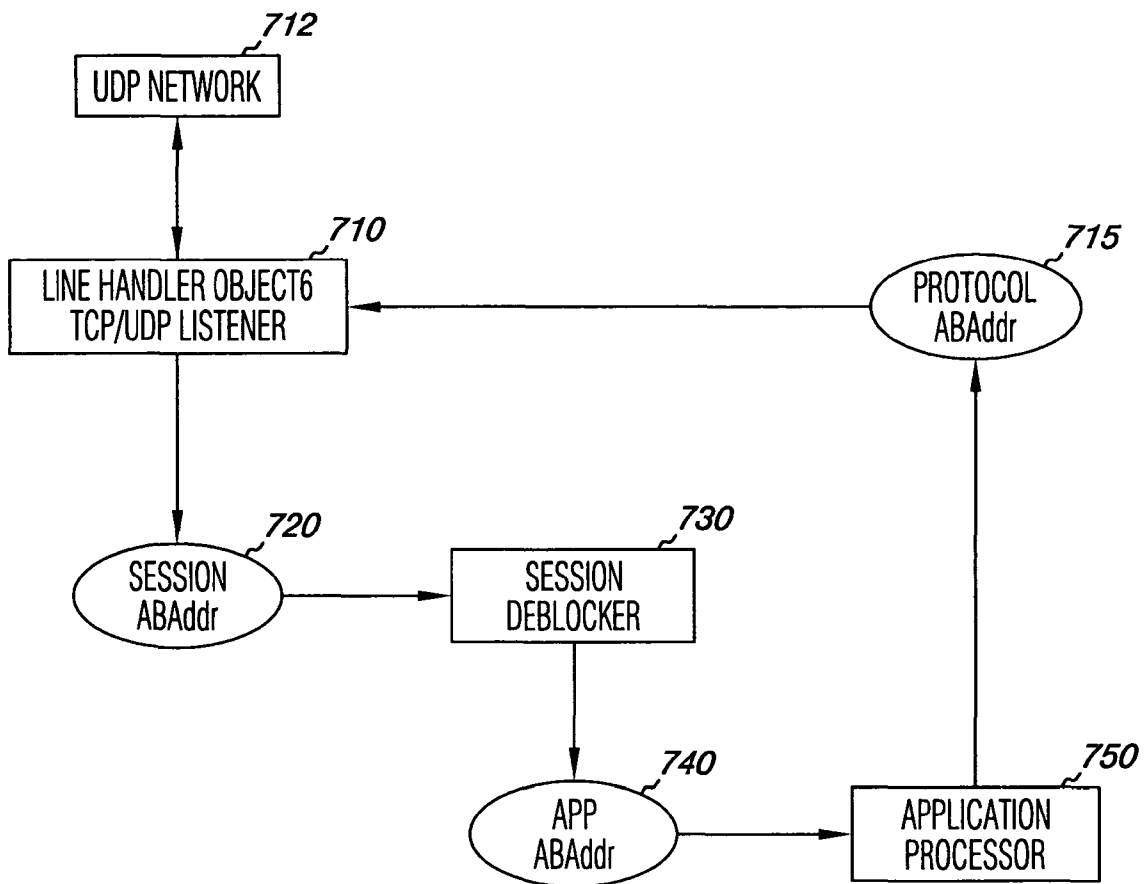 712
UDP NETWORK
710
LINE HANDLER OBJECT6
TCP/UDP LISTENER
715
PROTOCOL
ABAddr
720
SESSION
ABAddr
730
SESSION
DEBLOCKER
740
APP
ABAddr
750
APPLICATION
PROCESSOR